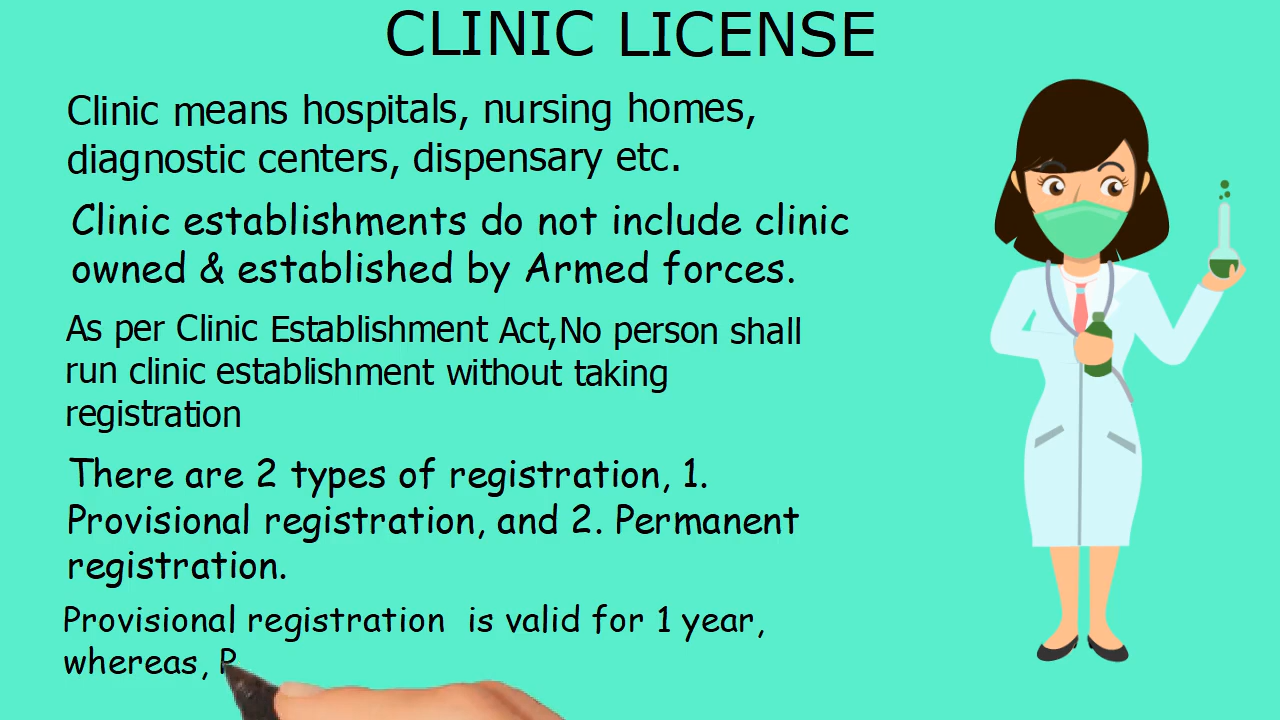 CLINIC LICENSE
Clinic means hospitals, nursing homes,
diagnostic centers, dispensary etc.
Clinic establishments do not include clinic
owned & established by Armed forces.
As per Clinic Establishment Act,No person shall
run clinic establishment without taking
registration
There are 2 types of registration, 1.
Provisional registration, and 2. Permanent
registration.
Provisional registration is valid for 1 year,
whereas, P